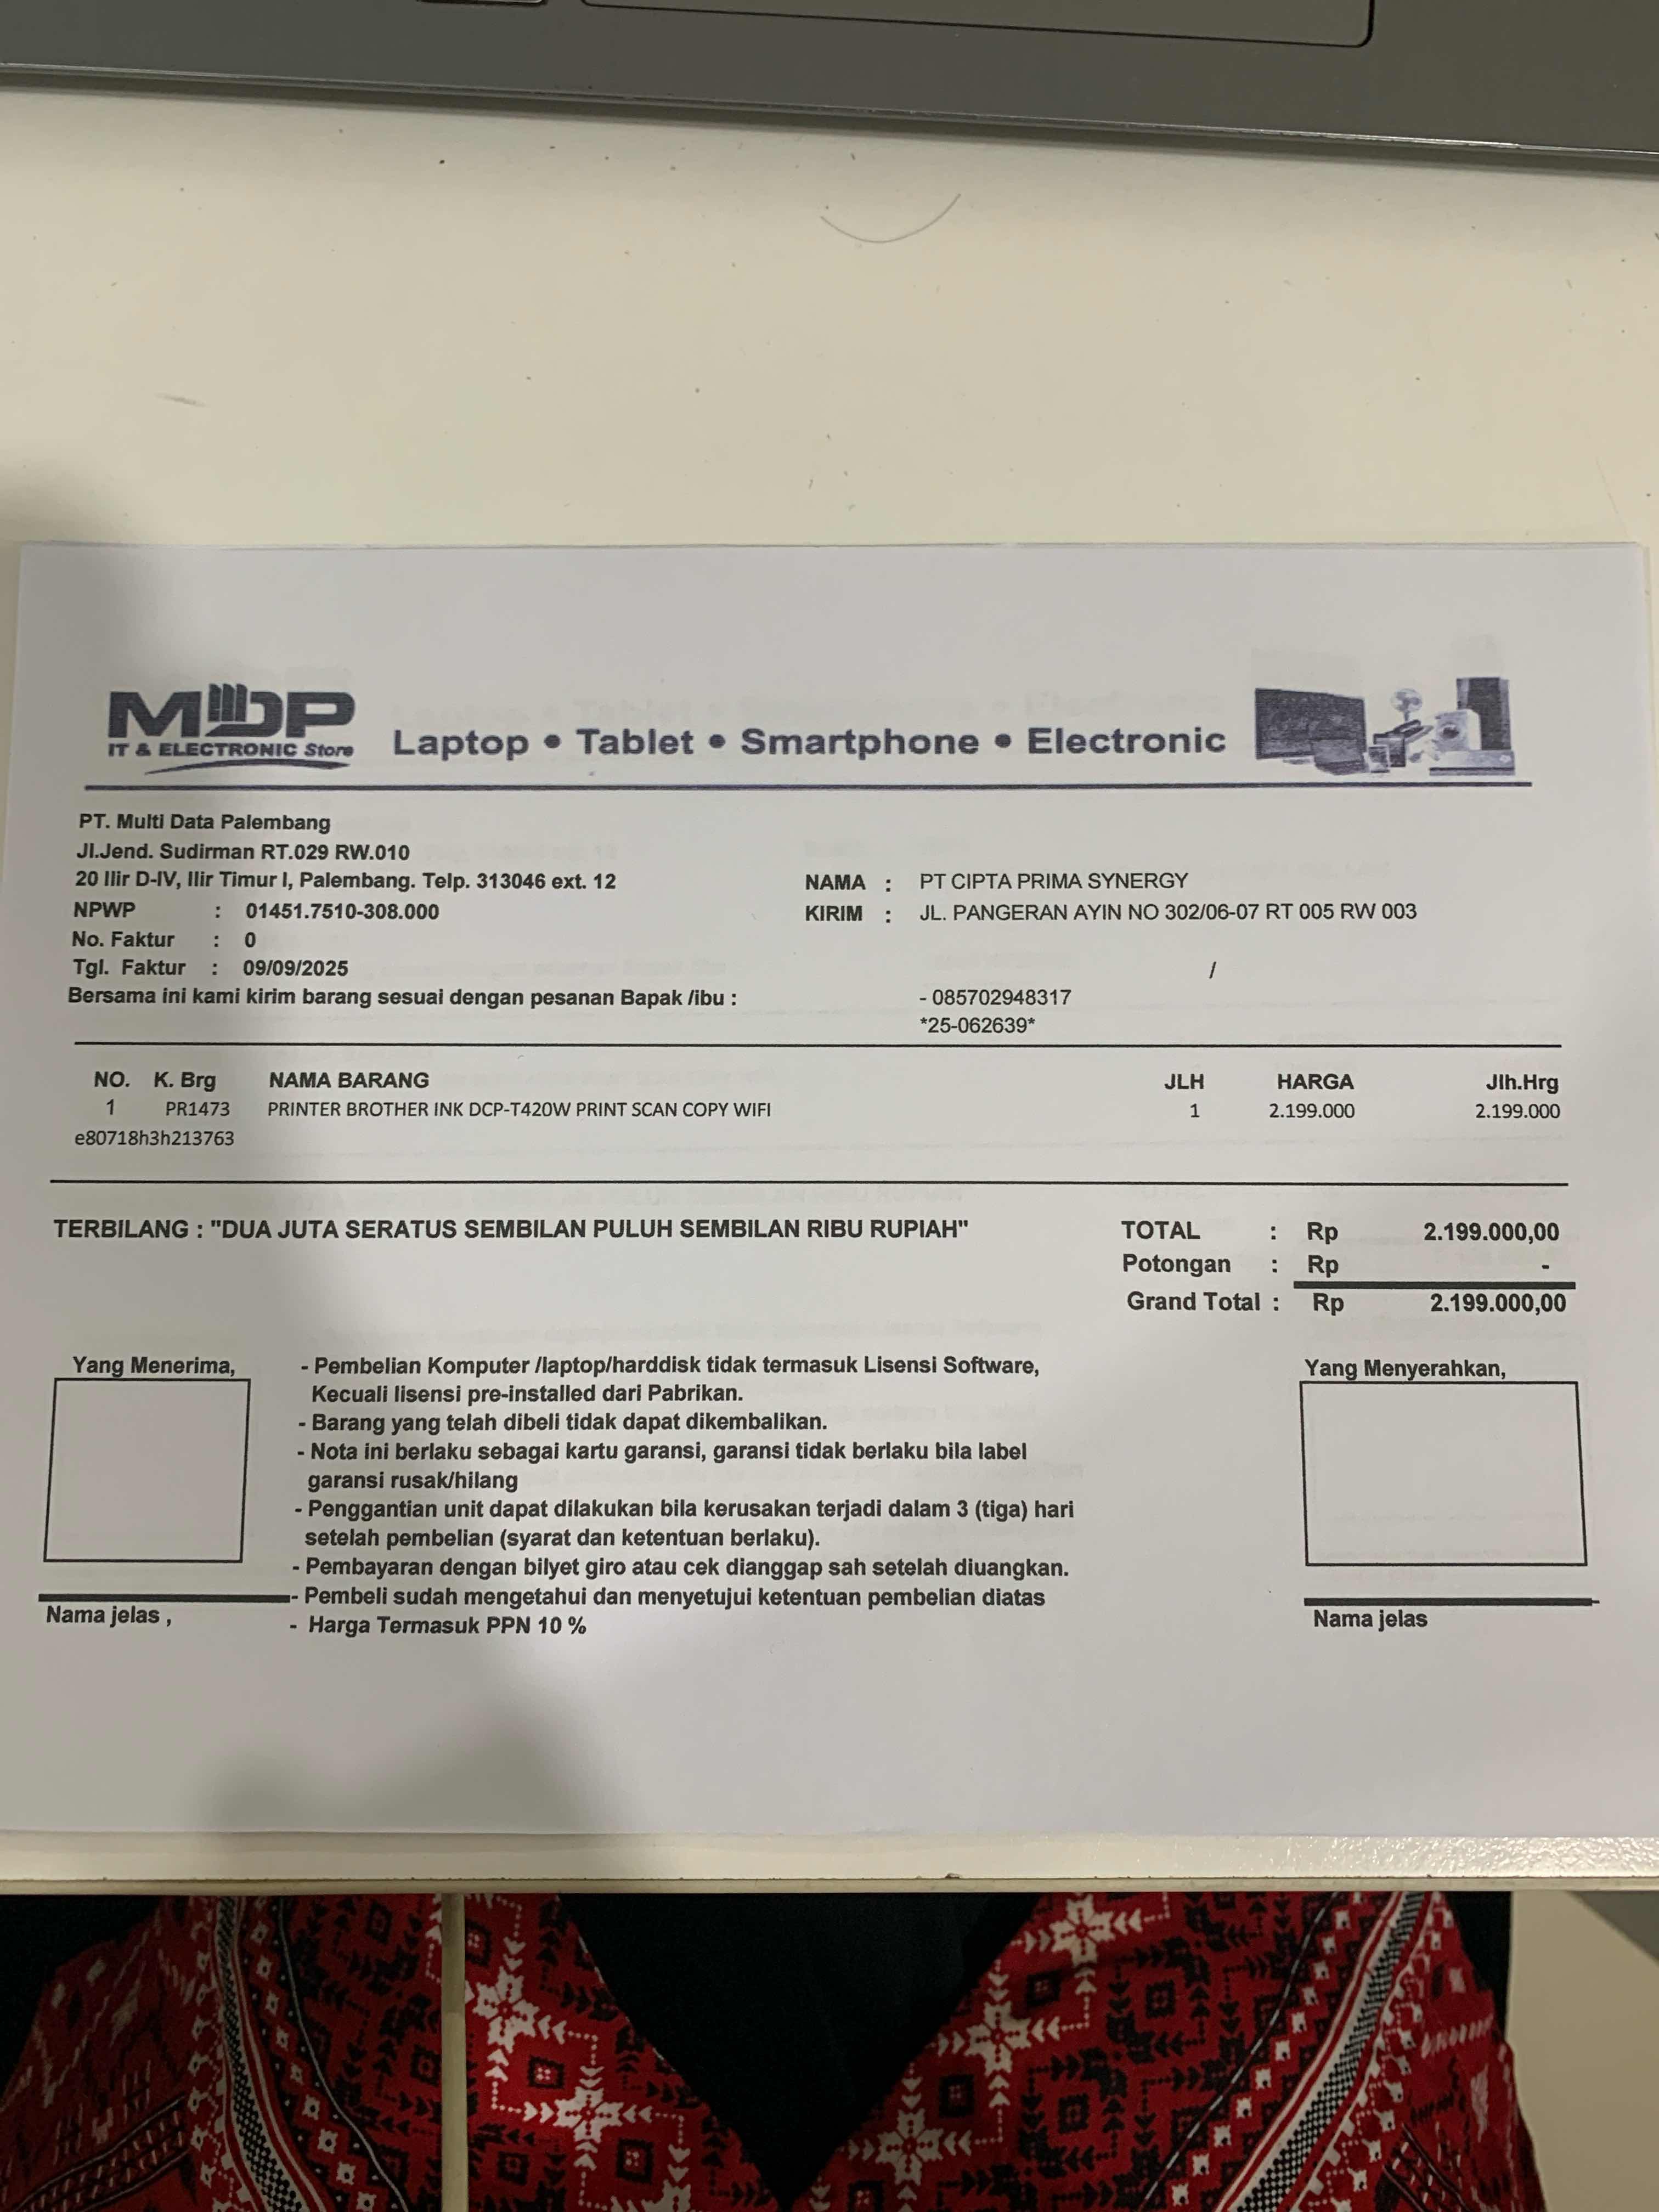 MDP
IT & ELECTRONIC Store
Laptop • Tablet • Smartphone • Electronic
PT. Multi Data Palembang
Jl.Jend. Sudirman RT.029 RW.010
20 Ilir D-IV, Ilir Timur I, Palembang. Telp. 313046 ext. 12
NPWP : 01451.7510-308.000
No. Faktur : 0
Tgl. Faktur : 09/09/2025
Bersama ini kami kirim barang sesuai dengan pesanan Bapak /ibu :
NAMA : PT CIPTA PRIMA SYNERGY
KIRIM : JL. PANGERAN AYIN NO 302/06-07 RT 005 RW 003
/
- 085702948317
*25-062639*
NO. K. Brg NAMA BARANG JLH HARGA Jlh.Hrg
1 PR1473 PRINTER BROTHER INK DCP-T420W PRINT SCAN COPY WIFI 1 2.199.000 2.199.000
e80718h3h213763
TERBILANG : "DUA JUTA SERATUS SEMBILAN PULUH SEMBILAN RIBU RUPIAH"
TOTAL : Rp 2.199.000,00
Potongan : Rp -
Grand Total : Rp 2.199.000,00
Yang Menerima,
Nama jelas ,
- Pembelian Komputer /laptop/harddisk tidak termasuk Lisensi Software,
Kecuali lisensi pre-installed dari Pabrikan.
- Barang yang telah dibeli tidak dapat dikembalikan.
- Nota ini berlaku sebagai kartu garansi, garansi tidak berlaku bila label
garansi rusak/hilang
- Penggantian unit dapat dilakukan bila kerusakan terjadi dalam 3 (tiga) hari
setelah pembelian (syarat dan ketentuan berlaku).
- Pembayaran dengan bilyet giro atau cek dianggap sah setelah diuangkan.
- Pembeli sudah mengetahui dan menyetujui ketentuan pembelian diatas
- Harga Termasuk PPN 10 %
Yang Menyerahkan,
Nama jelas